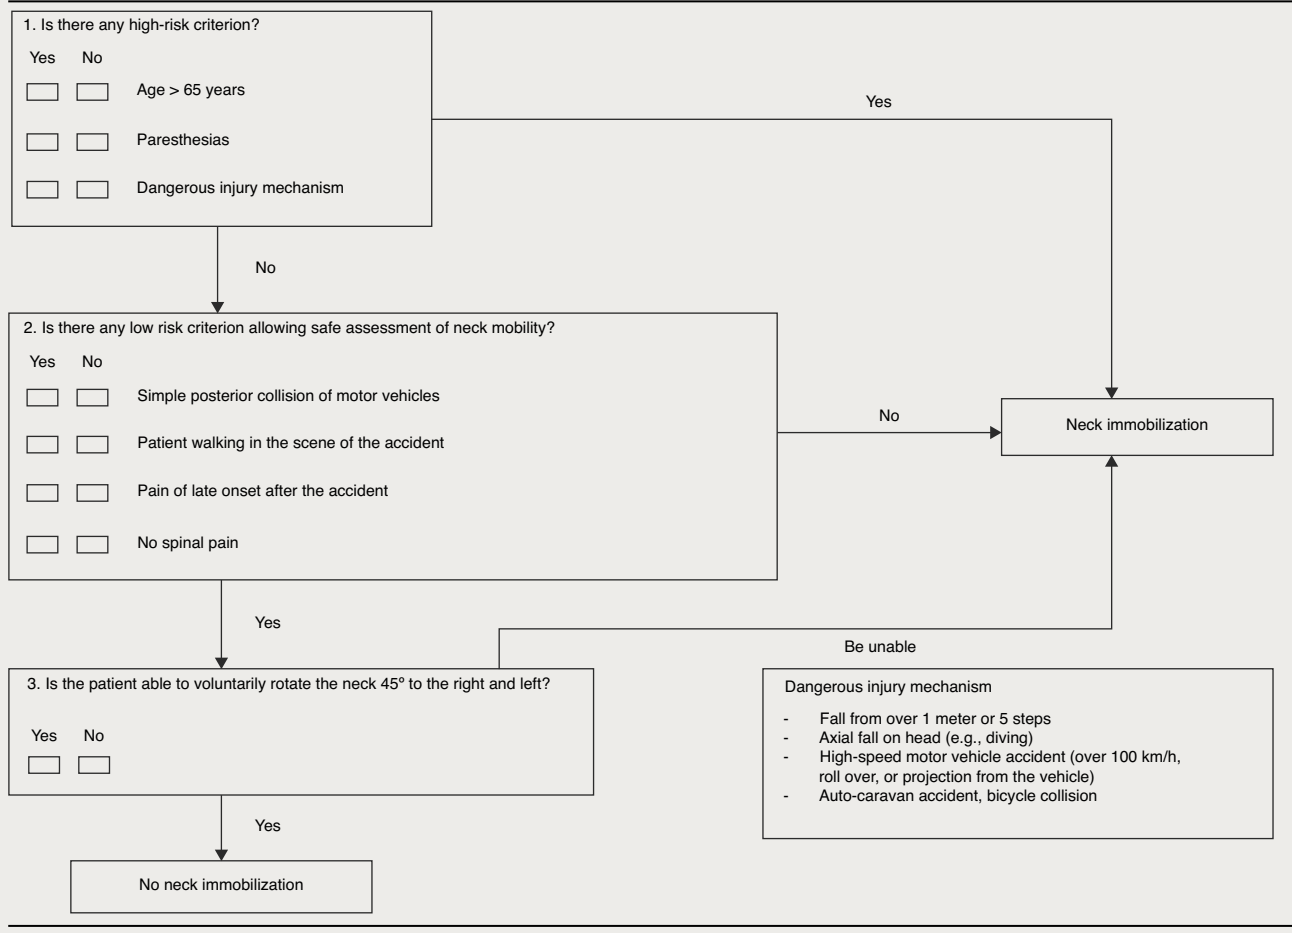 1. Is there any high-risk criterion?
Yes No
Age > 65 years
Paresthesias
Dangerous injury mechanism
Yes
No
2. Is there any low risk criterion allowing safe assessment of neck mobility?
Yes No
Simple posterior collision of motor vehicles
Patient walking in the scene of the accident
Pain of late onset after the accident
No spinal pain
No
Neck immobilization
Yes
Be unable
3. Is the patient able to voluntarily rotate the neck 45º to the right and left?
Yes No
Yes
No neck immobilization
Dangerous injury mechanism
- Fall from over 1 meter or 5 steps
- Axial fall on head (e.g., diving)
- High-speed motor vehicle accident (over 100 km/h,
roll over, or projection from the vehicle)
- Auto-caravan accident, bicycle collision